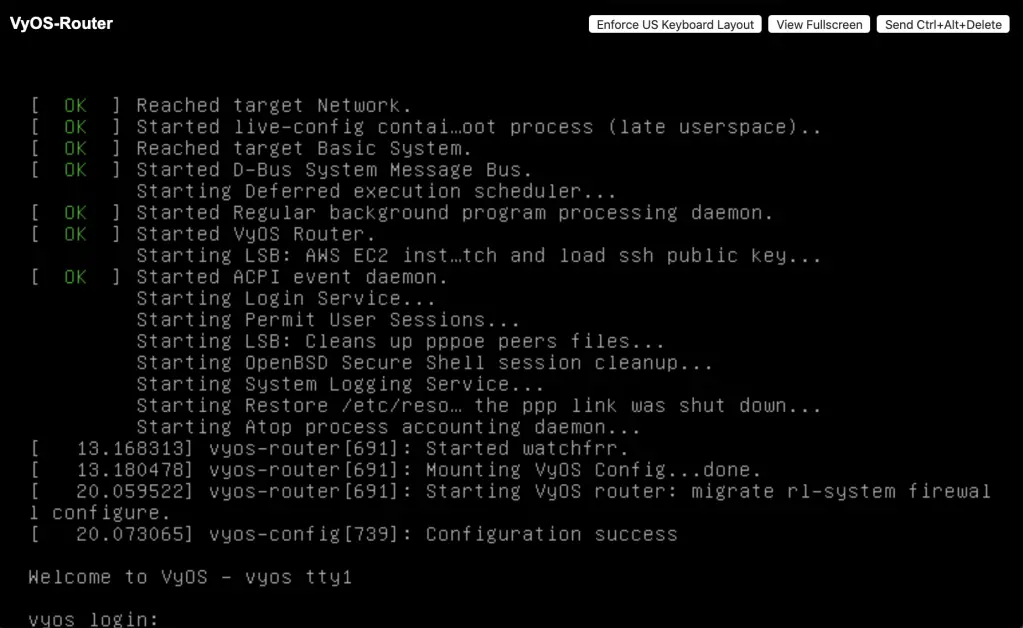 VyOS-Router
Enforce US Keyboard Layout View Fullscreen Send Ctrl+Alt+Delete
[  OK  ] Reached target Network.
[  OK  ] Started live-config contai…oot process (late userspace)..
[  OK  ] Reached target Basic System.
[  OK  ] Started D-Bus System Message Bus.
         Starting Deferred execution scheduler...
[  OK  ] Started Regular background program processing daemon.
[  OK  ] Started VyOS Router.
         Starting LSB: AWS EC2 inst…tch and load ssh public key...
[  OK  ] Started ACPI event daemon.
         Starting Login Service...
         Starting Permit User Sessions...
         Starting LSB: Cleans up pppoe peers files...
         Starting OpenBSD Secure Shell session cleanup...
         Starting System Logging Service...
         Starting Restore /etc/reso… the ppp link was shut down...
         Starting Atop process accounting daemon...
[   13.168313] vyos-router[691]: Started watchfrr.
[   13.180478] vyos-router[691]: Mounting VyOS Config...done.
[   20.059522] vyos-router[691]: Starting VyOS router: migrate rl-system firewal
l configure.
[   20.073065] vyos-config[739]: Configuration success
Welcome to VyOS - vyos tty1
vyos login: